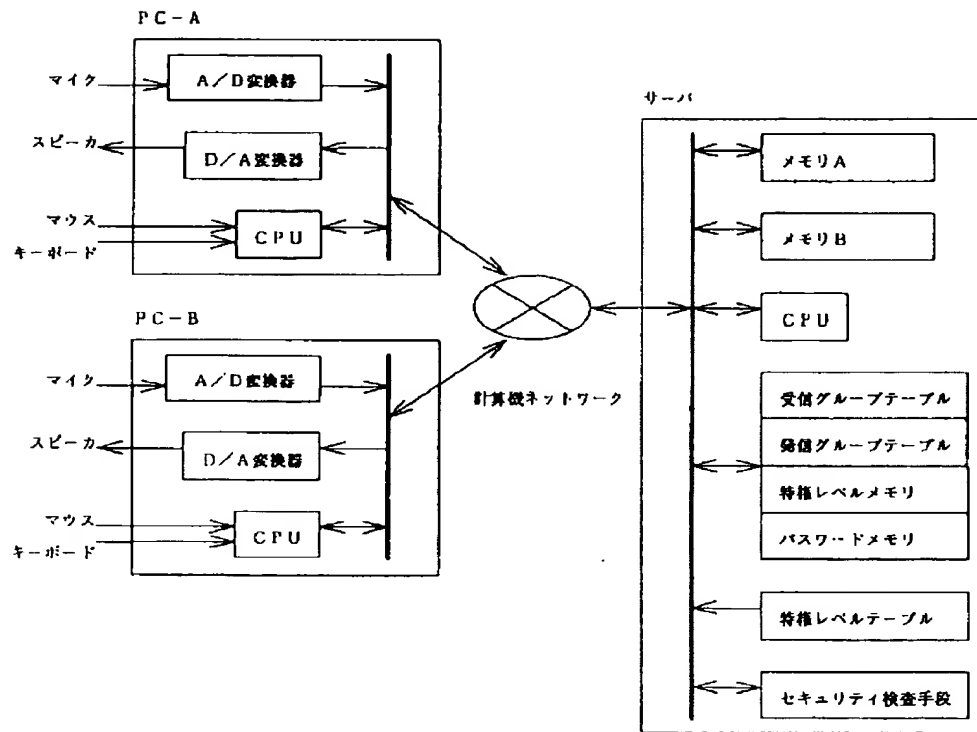 PC-A
マイク
A/D変換器
スピーカ
D/A変換器
マウス
キーボード
CPU
PC-B
マイク
A/D変換器
スピーカ
D/A変換器
マウス
キーボード
CPU
計算機ネットワーク
サーバ
メモリA
メモリB
CPU
受信グループテーブル
発信グループテーブル
特権レベルメモリ
パスワードメモリ
特権レベルテーブル
セキュリティ検査手段